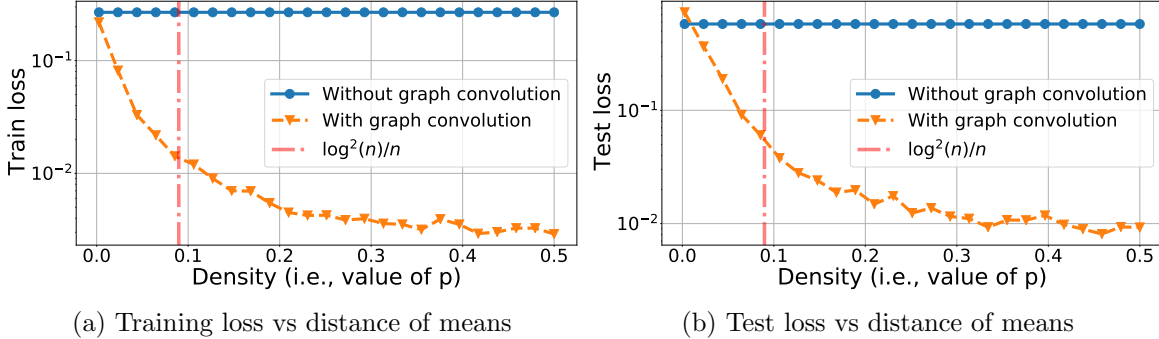 Train loss
10⁻¹
10⁻²
Without graph convolution
With graph convolution
log²(n)/n
0.0 0.1 0.2 0.3 0.4 0.5
Density (i.e., value of p)
(a) Training loss vs distance of means
Test loss
10⁻¹
10⁻²
Without graph convolution
With graph convolution
log²(n)/n
0.0 0.1 0.2 0.3 0.4 0.5
Density (i.e., value of p)
(b) Test loss vs distance of means